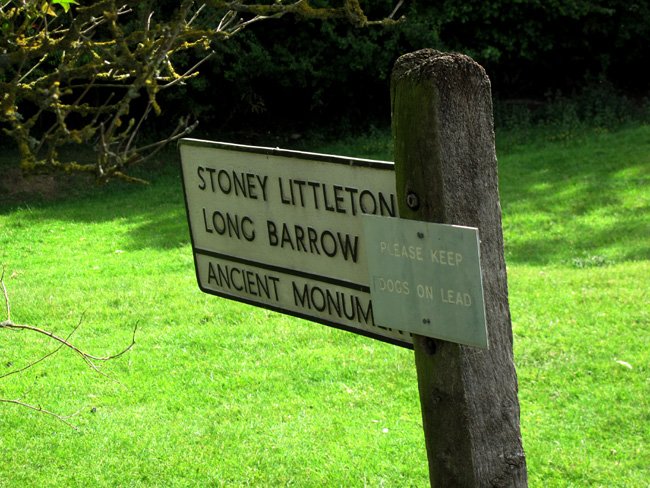 STONEY LITTLETON
LONG BARROW
ANCIENT MONUM
PLEASE KEEP
DOGS ON LEAD